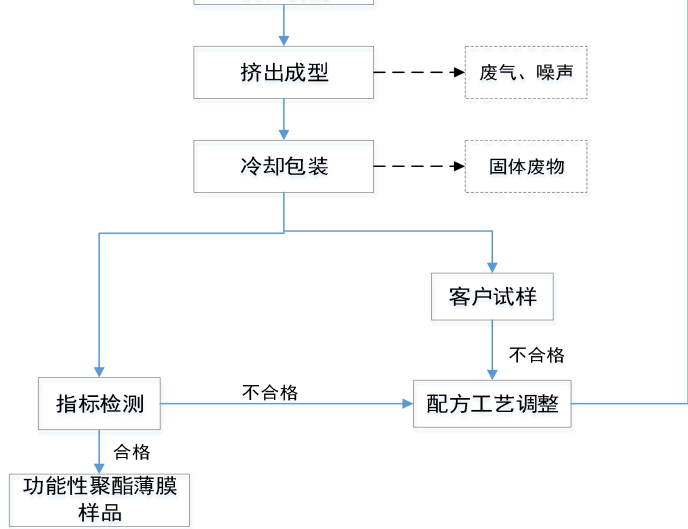 挤出成型
废气、噪声
冷却包装
固体废物
客户试样
不合格
指标检测
不合格
配方工艺调整
合格
功能性聚酯薄膜
样品